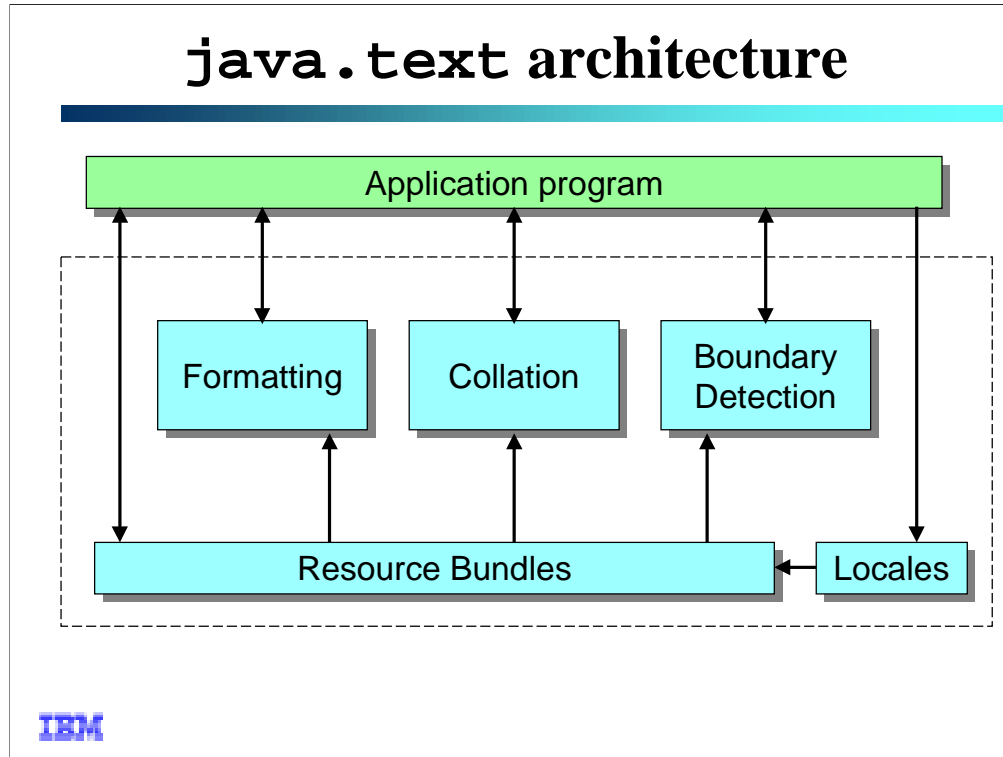 java.text architecture
Application program
Formatting
Collation
Boundary
Detection
Resource Bundles
Locales
IBM